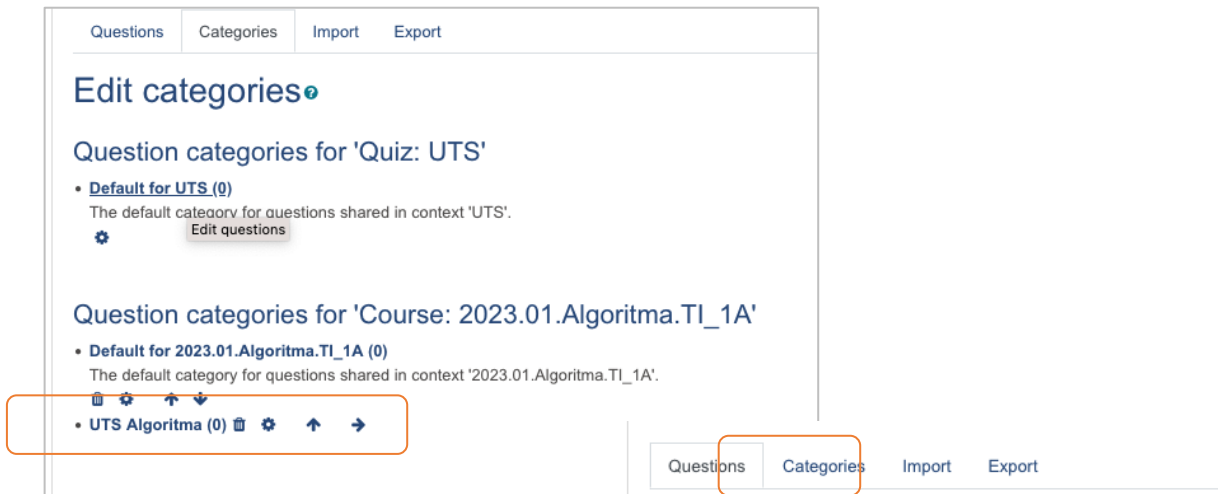 Questions Categories Import Export
Edit categories
Question categories for 'Quiz: UTS'
• Default for UTS (0)
The default category for questions shared in context 'UTS'.
Edit questions
Question categories for 'Course: 2023.01.Algoritma.TI_1A'
• Default for 2023.01.Algoritma.TI_1A (0)
The default category for questions shared in context '2023.01.Algoritma.TI_1A'.
• UTS Algoritma (0)
Questions Categories Import Export